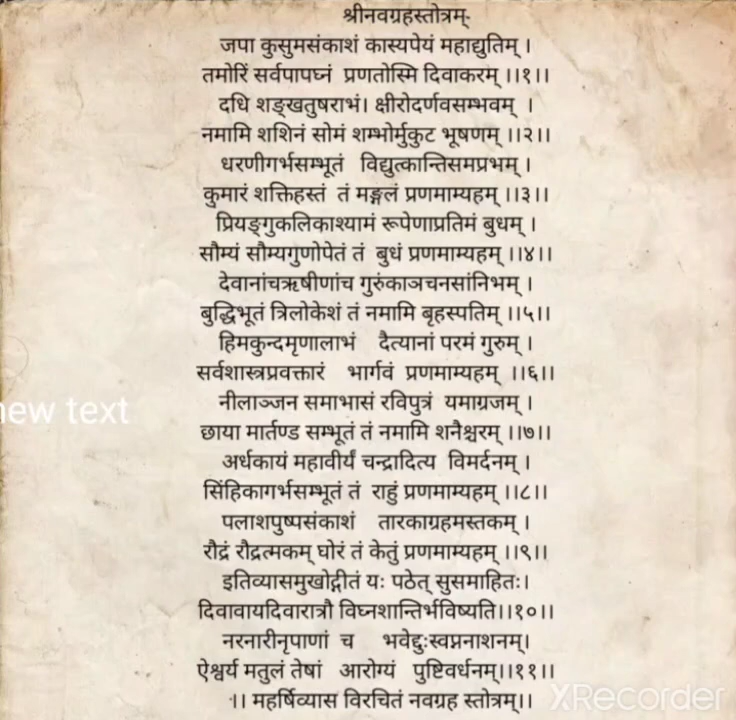 श्रीनवग्रहस्तोत्रम्
जपा कुसुमसंकाशं कास्यपेयं महाद्युतिम् ।
तमोरिं सर्वपापघ्नं प्रणतोस्मि दिवाकरम् ।।१।।
दधि शङ्खतुषराभं। क्षीरोदर्णवसम्भवम् ।
नमामि शशिनं सोमं शम्भोर्मुकुट भूषणम् ।।२।।
धरणीगर्भसम्भूतं विद्युत्कान्तिसमप्रभम् ।
कुमारं शक्तिहस्तं तं मङ्गलं प्रणमाम्यहम् ।।३।।
प्रियङ्गुकलिकाश्यामं रूपेणाप्रतिमं बुधम् ।
सौम्यं सौम्यगुणोपेतं तं बुधं प्रणमाम्यहम् ।।४।।
देवानांचऋषीणांच गुरुंकाञचनसांनिभम् ।
बुद्धिभूतं त्रिलोकेशं तं नमामि बृहस्पतिम् ।।५।।
हिमकुन्दमृणालाभं दैत्यानां परमं गुरुम् ।
सर्वशास्त्रप्रवक्तारं भार्गवं प्रणमाम्यहम् ।।६।।
नीलाञ्जन समाभासं रविपुत्रं यमाग्रजम् ।
new text
छाया मार्तण्ड सम्भूतं तं नमामि शनैश्चरम् ।।७।।
अर्धकायं महावीर्यं चन्द्रादित्य विमर्दनम् ।
सिंहिकागर्भसम्भूतं तं राहुं प्रणमाम्यहम् ।।८।।
पलाशपुष्पसंकाशं तारकाग्रहमस्तकम् ।
रौद्रं रौद्रत्मकम् घोरं तं केतुं प्रणमाम्यहम् ।।९।।
इतिव्यासमुखोद्गीतं यः पठेत् सुसमाहितः।
दिवावायदिवारात्रौ विघ्नशान्तिर्भविष्यति।।१०।।
नरनारीनृपाणां च भवेद्दुःस्वप्ननाशनम्।
ऐश्वर्य मतुलं तेषां आरोग्यं पुष्टिवर्धनम्।।११।।
।। महर्षिव्यास विरचितं नवग्रह स्तोत्रम्।।
XRecorder